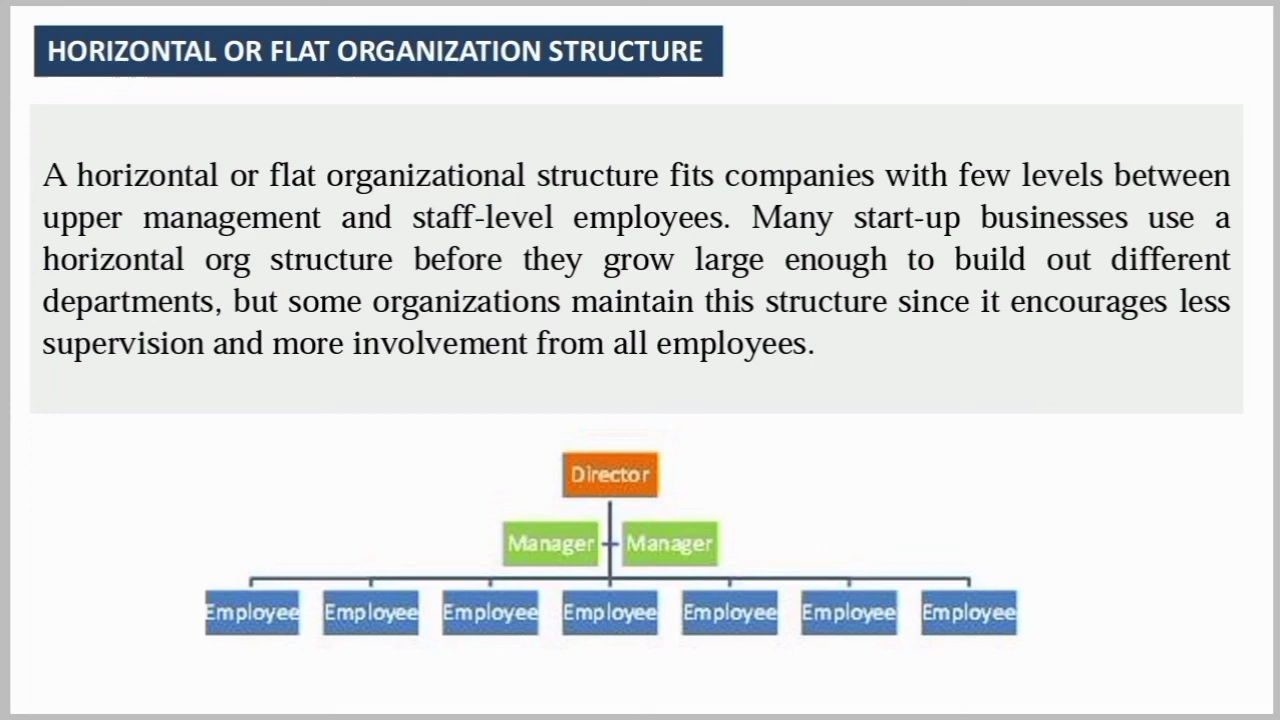 HORIZONTAL OR FLAT ORGANIZATION STRUCTURE
A horizontal or flat organizational structure fits companies with few levels between
upper management and staff-level employees. Many start-up businesses use a
horizontal org structure before they grow large enough to build out different
departments, but some organizations maintain this structure since it encourages less
supervision and more involvement from all employees.
Director
Manager Manager
Employee Employee Employee Employee Employee Employee Employee